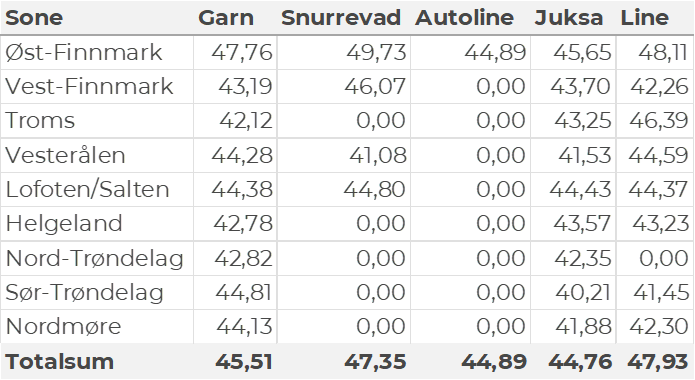 Sone Garn Snurrevad Autoline Juksa Line
Øst-Finnmark 47,76 49,73 44,89 45,65 48,11
Vest-Finnmark 43,19 46,07 0,00 43,70 42,26
Troms 42,12 0,00 0,00 43,25 46,39
Vesterålen 44,28 41,08 0,00 41,53 44,59
Lofoten/Salten 44,38 44,80 0,00 44,43 44,37
Helgeland 42,78 0,00 0,00 43,57 43,23
Nord-Trøndelag 42,82 0,00 0,00 42,35 0,00
Sør-Trøndelag 44,81 0,00 0,00 40,21 41,45
Nordmøre 44,13 0,00 0,00 41,88 42,30
Totalsum 45,51 47,35 44,89 44,76 47,93